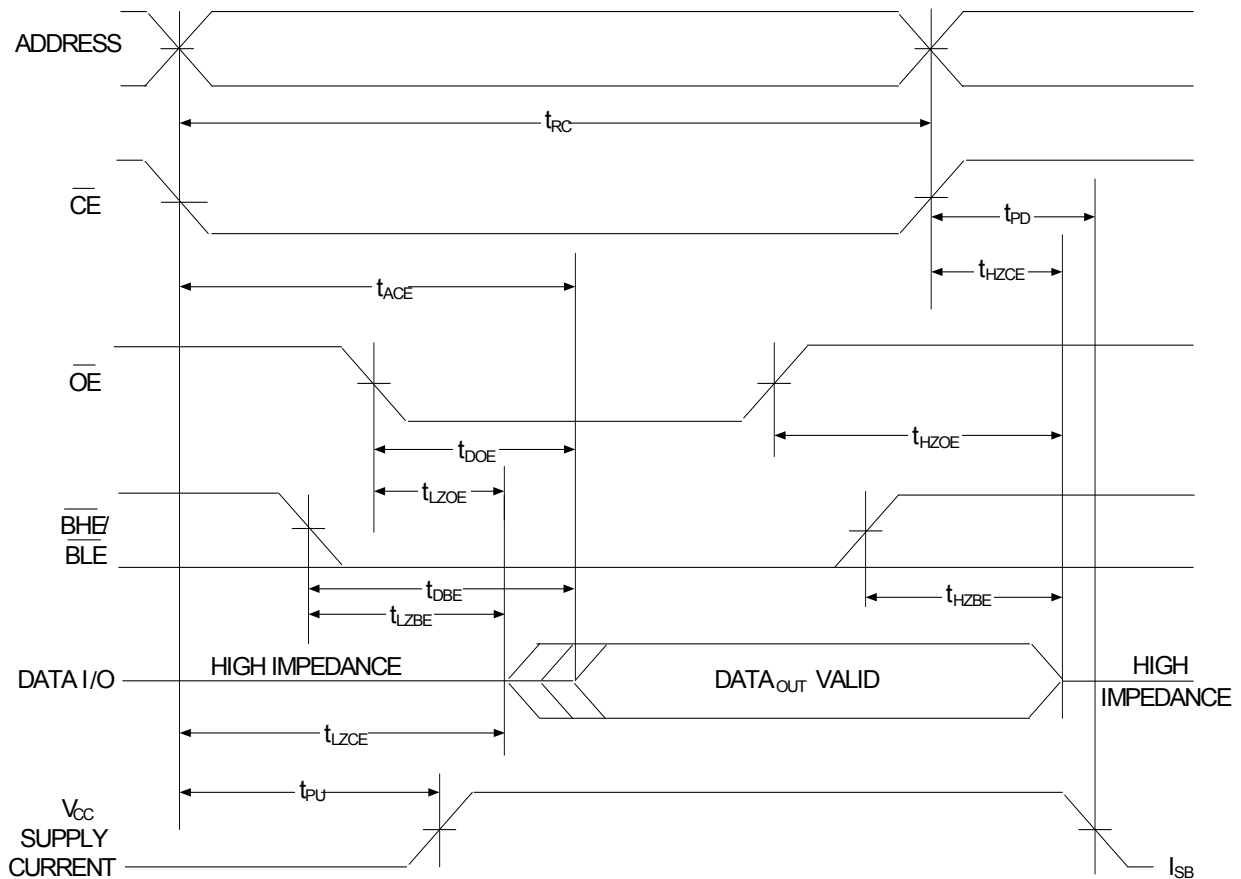 ADDRESS
tRC
CE
tPD
tHZCE
tACE
OE
tHZOE
tDOE
tLZOE
BHE/
BLE
tDBE
tHZBE
tLZBE
DATA I/O
HIGH IMPEDANCE
DATAOUT VALID
HIGH
IMPEDANCE
tLZCE
tPU
VCC
SUPPLY
CURRENT
ISB